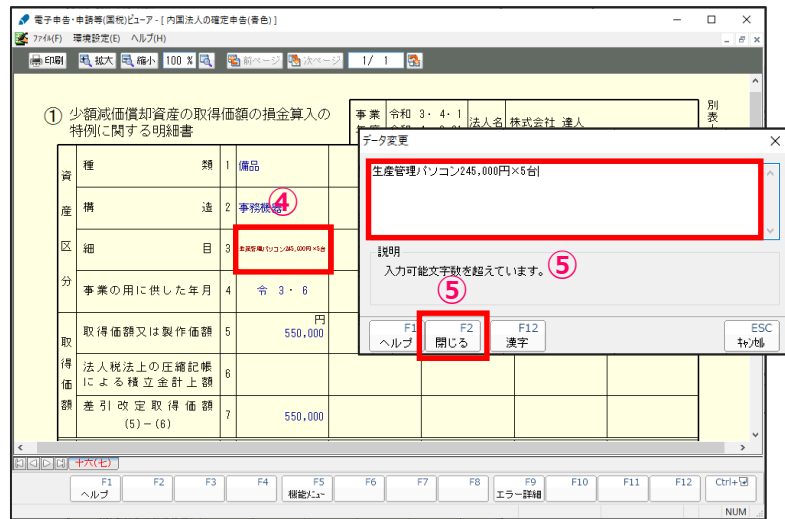 電子申告・申請等(国税)ビューア - [ 内国法人の確定申告(青色) ]
ファイル(F) 環境設定(E) ヘルプ(H)
印刷 拡大 縮小 100 % 前ページ 次ページ 1/ 1
① 少額減価償却資産の取得価額の損金算入の
特例に関する明細書
事業 令和 3・ 4・ 1
法人名 株式会社 達人
別表
データ変更
生産管理パソコン245,000円×5台
説明
入力可能文字数を超えています。⑤
⑤
F1 ヘルプ
F2 閉じる
F12 漢字
ESC キャンセル
資産区分
種類 1 備品
構造 2 事務機器
④
細目 3 生産管理パソコン245,000円×5台
事業の用に供した年月 4 令 3・ 6
取得価額
取得価額又は製作価額 5 円 550,000
法人税法上の圧縮記帳
による積立金計上額 6
差引改定取得価額
(5)-(6) 7 550,000
十六(七)
F1 ヘルプ
F2
F3
F4
F5 機能メニュー
F6
F7
F8
F9 エラー詳細
F10
F11
F12
Ctrl+
NUM